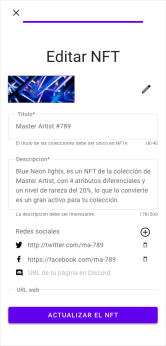 Editar NFT
Título*
Master Artist #789
El título de las colecciones debe ser único en NFTe 18/40
Descripción*
Blue Neon lights, es un NFT de la colección de
Master Artist, con 4 atributos diferenciales y
un nivel de rareza del 20%, lo que lo convierte
es un gran activo para tu colección.
La descripción debe ser interesante. 178/500
Redes sociales
http://twitter.com/ma-789
https://facebook.com/ma-789
URL de tu página en Discord
URL web
ACTUALIZAR EL NFT